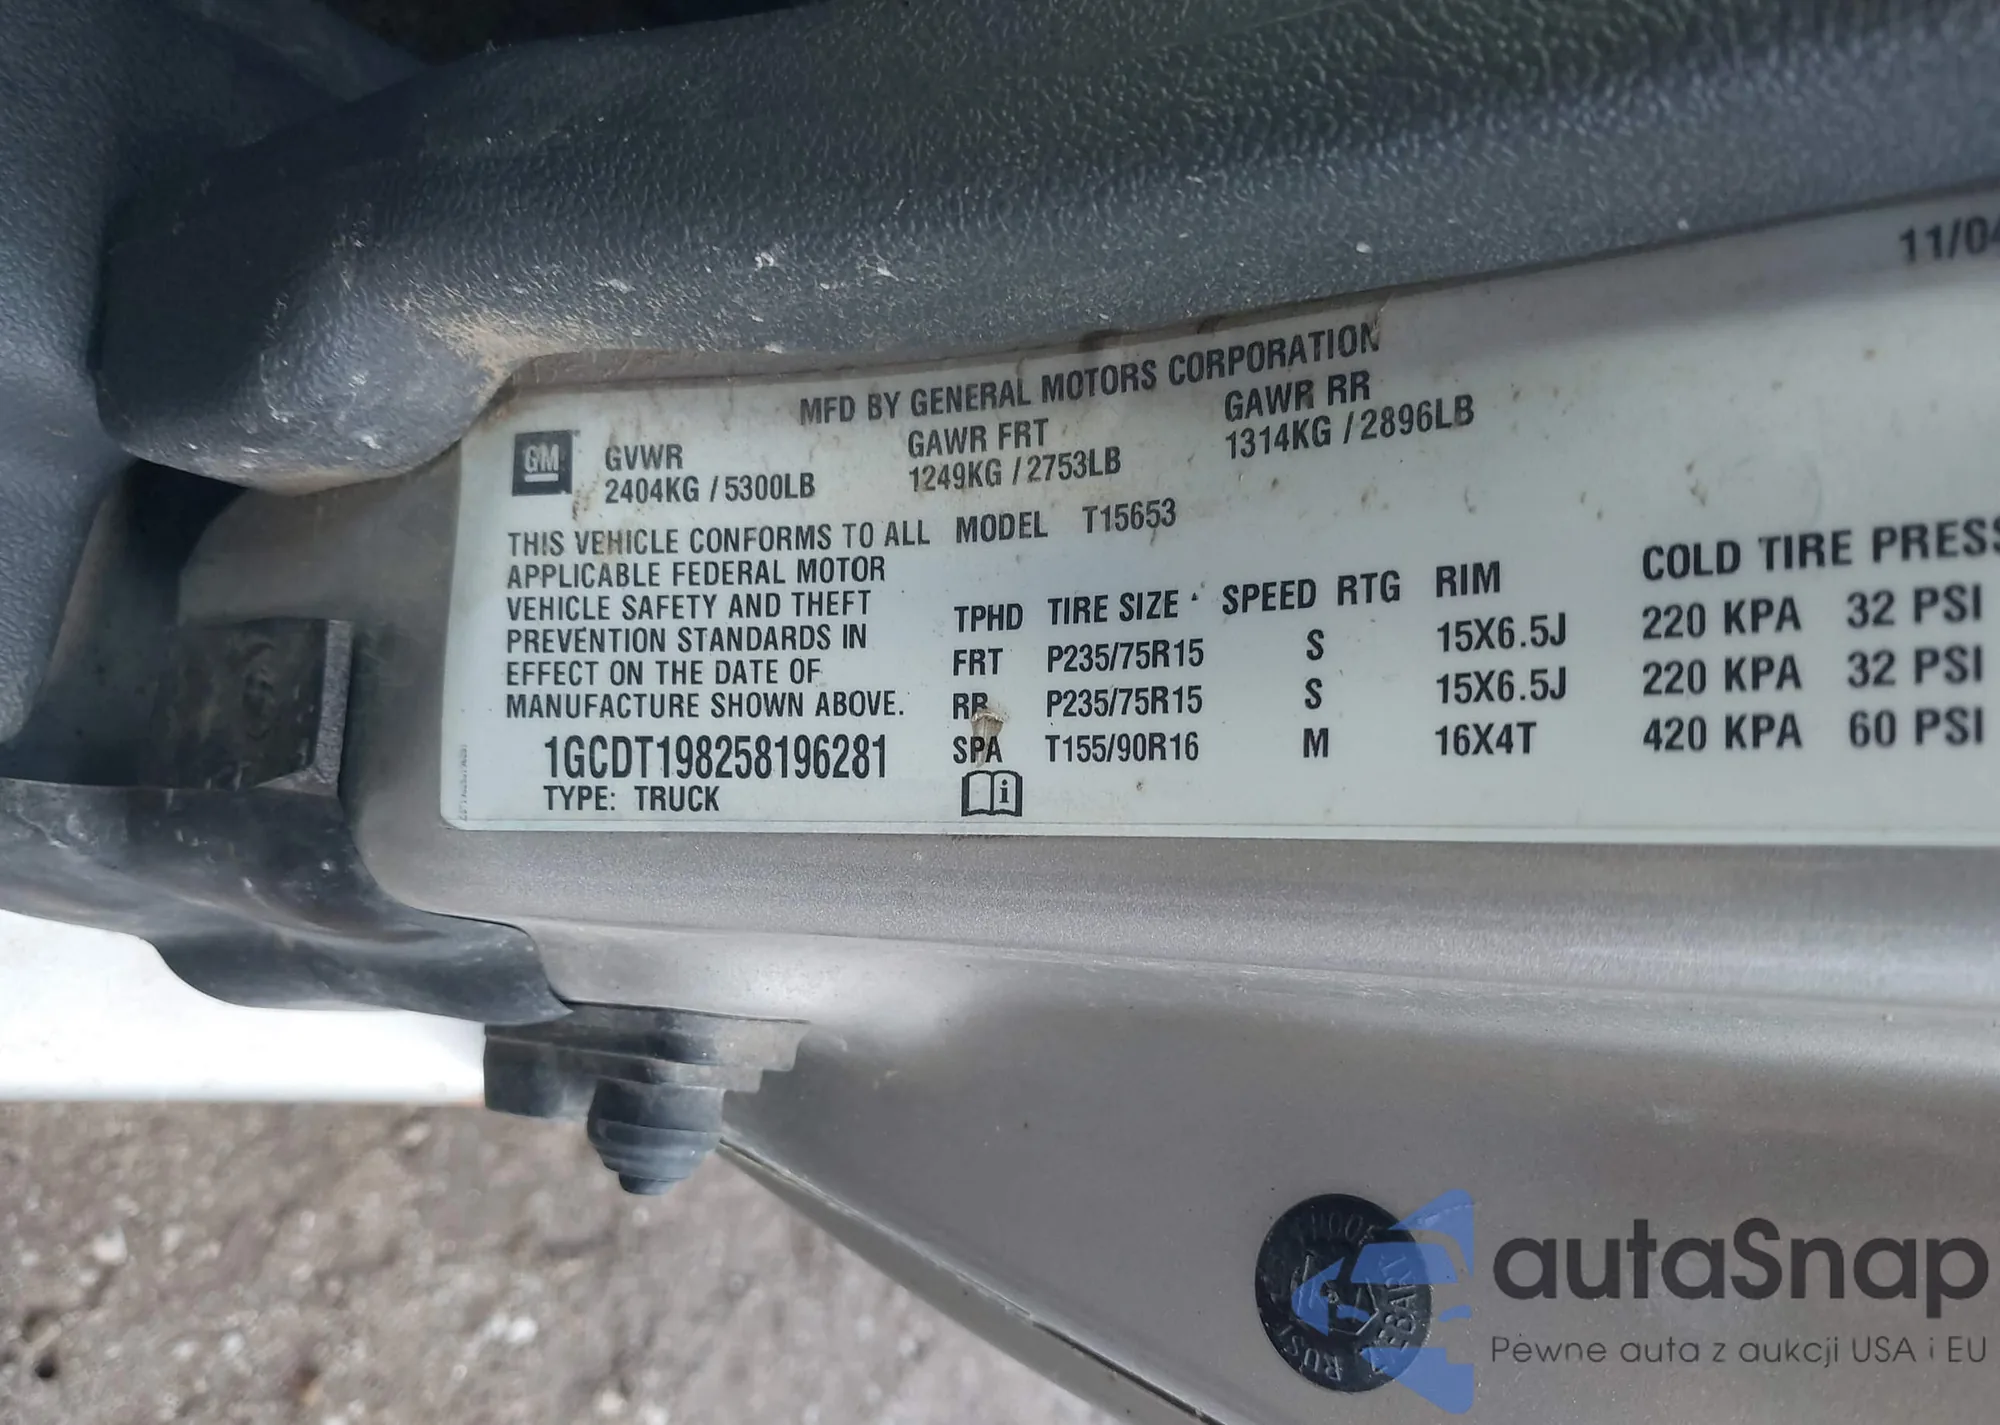 11/04
MFD BY GENERAL MOTORS CORPORATION
GM
GVWR
2404KG / 5300LB
GAWR FRT
1249KG / 2753LB
GAWR RR
1314KG / 2896LB
THIS VEHICLE CONFORMS TO ALL
APPLICABLE FEDERAL MOTOR
VEHICLE SAFETY AND THEFT
PREVENTION STANDARDS IN
EFFECT ON THE DATE OF
MANUFACTURE SHOWN ABOVE.
1GCDT198258196281
TYPE: TRUCK
MODEL T15653
TPHD TIRE SIZE SPEED RTG RIM COLD TIRE PRESS
FRT P235/75R15 S 15X6.5J 220 KPA 32 PSI
RR P235/75R15 S 15X6.5J 220 KPA 32 PSI
SPA T155/90R16 M 16X4T 420 KPA 60 PSI
i
autaSnap
Pewne auta z aukcji USA i EU